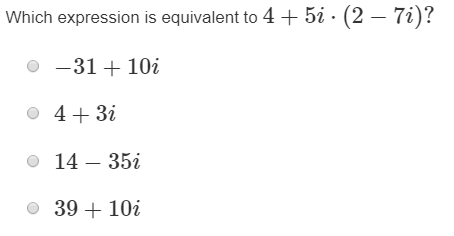 Which expression is equivalent to 4 + 5i · (2 – 7i)?
−31 + 10i
4 + 3i
14 − 35i
39 + 10i